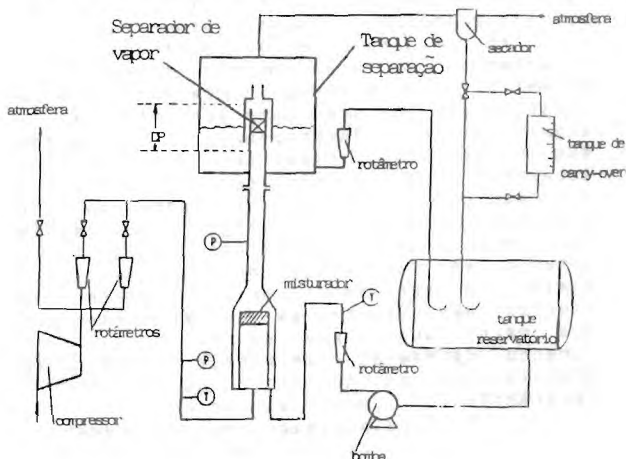 Separador de
vapor
Tanque de
separação
atmosfera
secador
atmosfera
DP
rotâmetro
tanque de
carry-over
P
misturador
T
rotâmetros
tanque
reservatório
P
rotâmetro
T
compressor
bomba